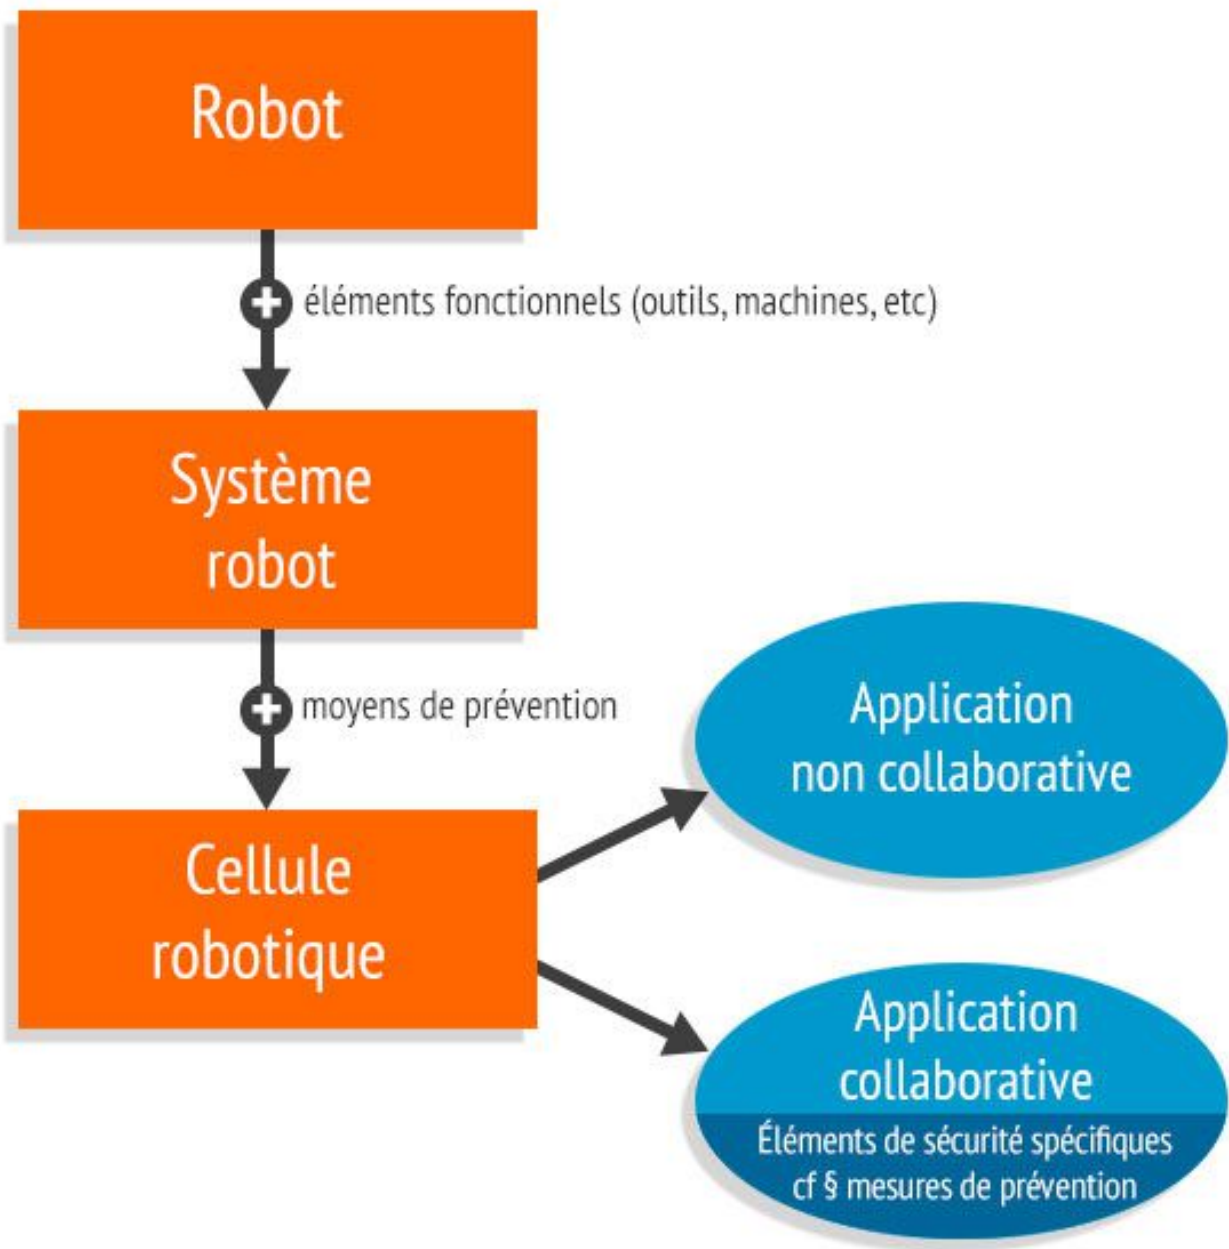 Robot
éléments fonctionnels (outils, machines, etc)
Système
robot
moyens de prévention
Cellule
robotique
Application
non collaborative
Application
collaborative
Éléments de sécurité spécifiques
cf § mesures de prévention